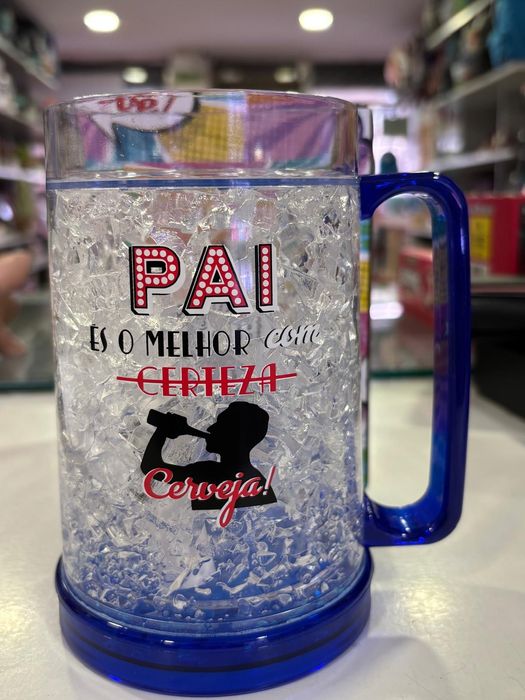 PAI
ÉS O MELHOR com
CERTEZA
Cerveja!